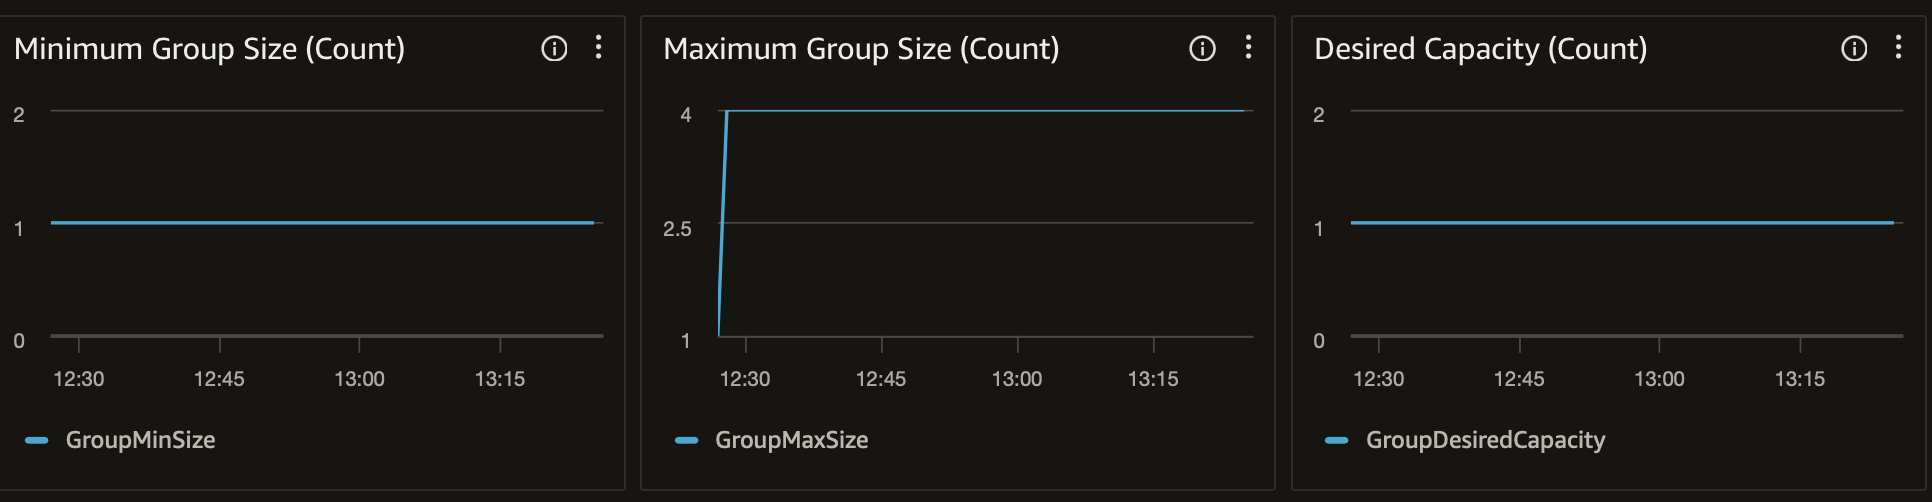 Minimum Group Size (Count)
2
1
0
12:30 12:45 13:00 13:15
GroupMinSize
Maximum Group Size (Count)
4
2.5
1
12:30 12:45 13:00 13:15
GroupMaxSize
Desired Capacity (Count)
2
1
0
12:30 12:45 13:00 13:15
GroupDesiredCapacity